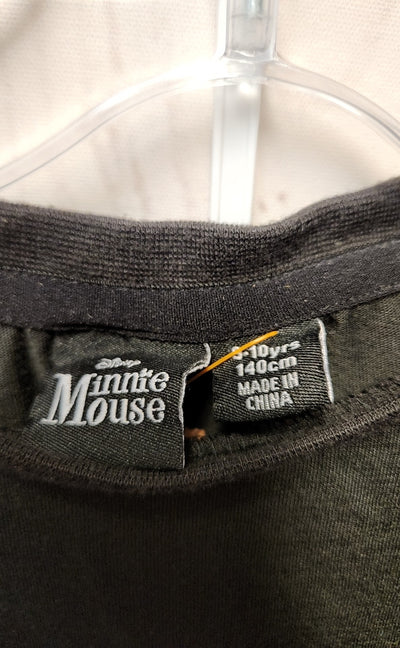 Disney
Minnie
Mouse
9-10yrs
140cm
MADE IN
CHINA